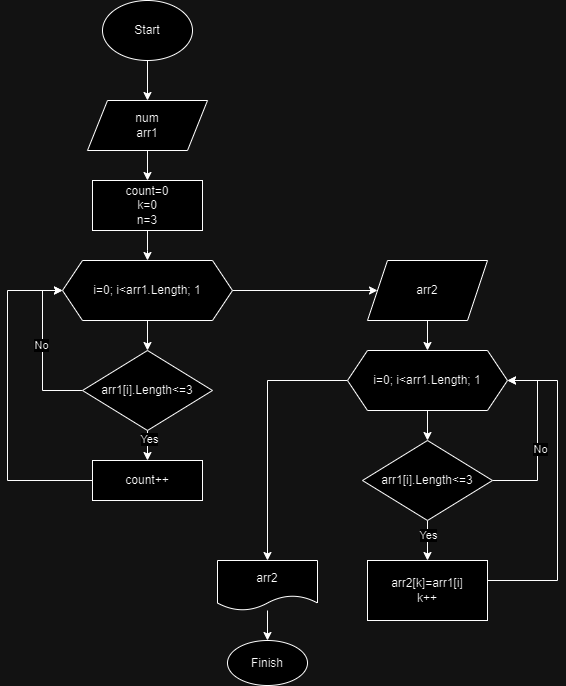 Start
num
arr1
count=0
k=0
n=3
i=0; i<arr1.Length; 1
No
arr1[i].Length<=3
Yes
count++
arr2
i=0; i<arr1.Length; 1
No
arr1[i].Length<=3
Yes
arr2[k]=arr1[i]
k++
arr2
Finish